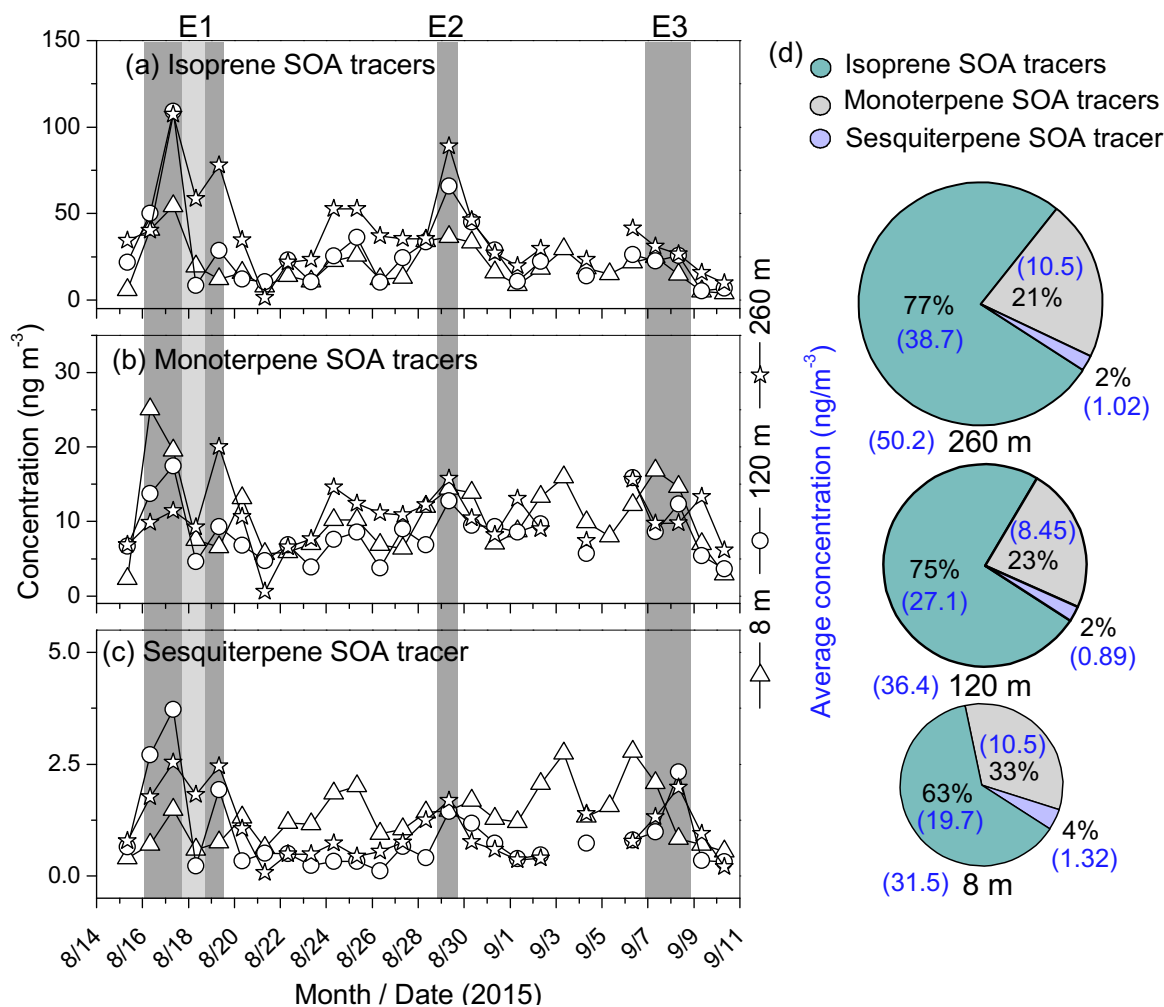 E1
E2
E3
(a) Isoprene SOA tracers
150
100
50
0
(b) Monoterpene SOA tracers
30
20
10
0
(c) Sesquiterpene SOA tracer
5.0
2.5
0.0
Concentration (ng m⁻³)
8/14
8/16
8/18
8/20
8/22
8/24
8/26
8/28
8/30
9/1
9/3
9/5
9/7
9/9
9/11
Month / Date (2015)
8 m
120 m
260 m
(d)
Isoprene SOA tracers
Monoterpene SOA tracers
Sesquiterpene SOA tracer
Average concentration (ng/m⁻³)
(10.5)
21%
77%
(38.7)
2%
(1.02)
(50.2) 260 m
(8.45)
23%
75%
(27.1)
2%
(0.89)
(36.4) 120 m
(10.5)
33%
63%
(19.7)
4%
(1.32)
(31.5) 8 m